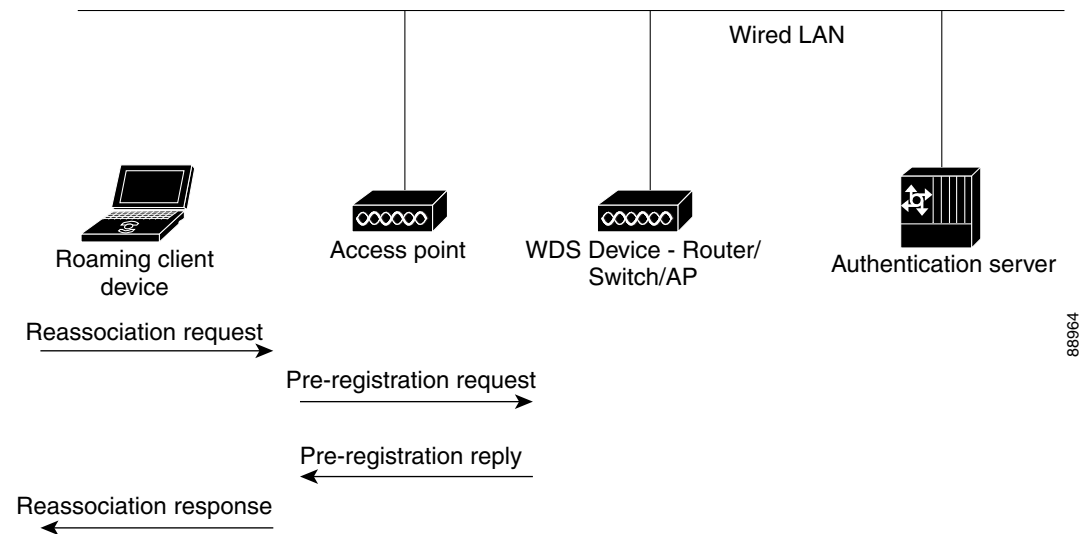 Wired LAN
Roaming client
device
Access point
WDS Device - Router/
Switch/AP
Authentication server
Reassociation request
Pre-registration request
Pre-registration reply
Reassociation response
88964